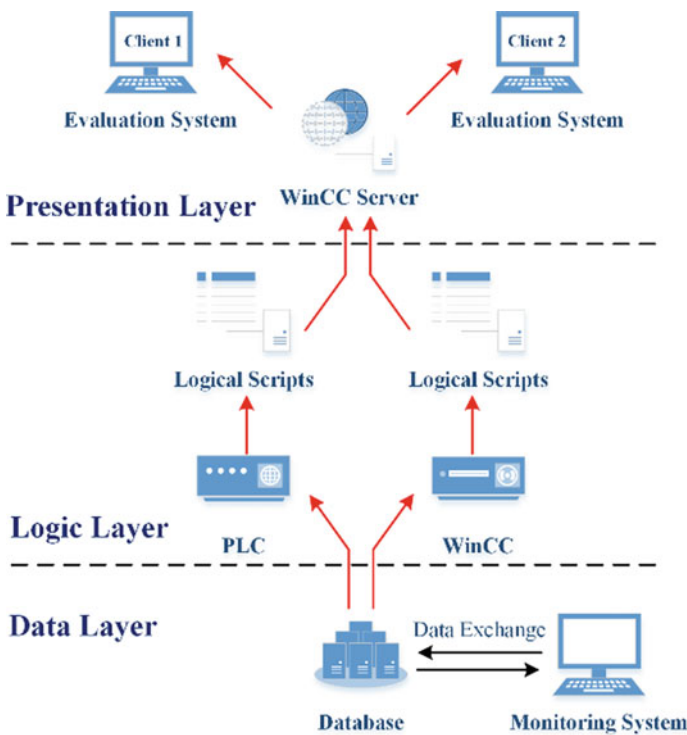 Client 1
Client 2
Evaluation System
Evaluation System
WinCC Server
Presentation Layer
Logical Scripts
Logical Scripts
PLC
WinCC
Logic Layer
Data Layer
Data Exchange
Database
Monitoring System